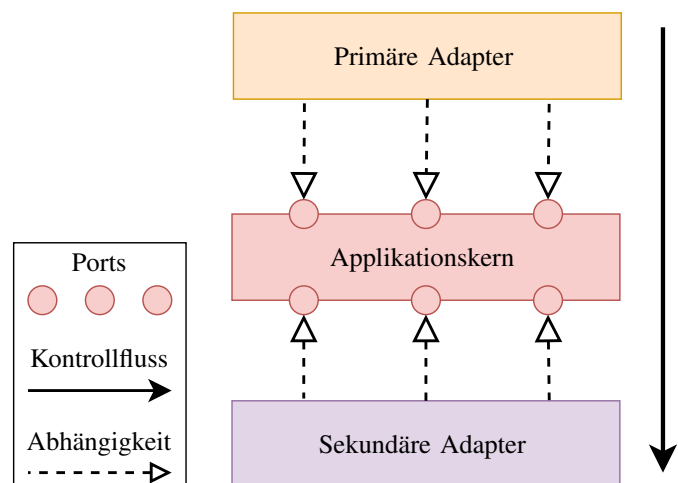 Primäre Adapter
Applikationskern
Sekundäre Adapter
Ports
Kontrollfluss
Abhängigkeit